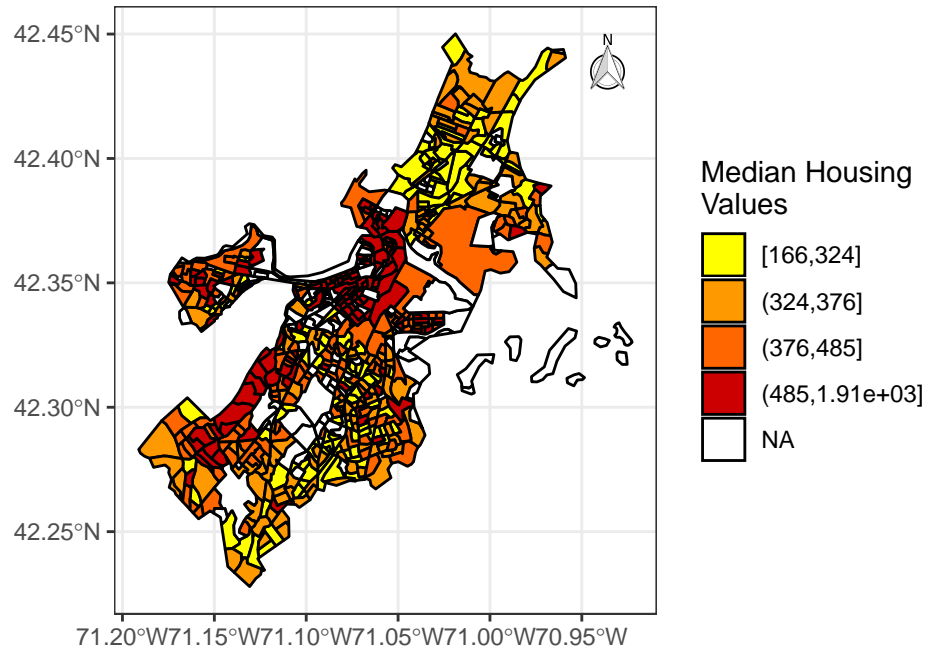 42.45°N
42.40°N
42.35°N
42.30°N
42.25°N
71.20°W71.15°W71.10°W71.05°W71.00°W70.95°W
N
Median Housing
Values
[166,324]
(324,376]
(376,485]
(485,1.91e+03]
NA